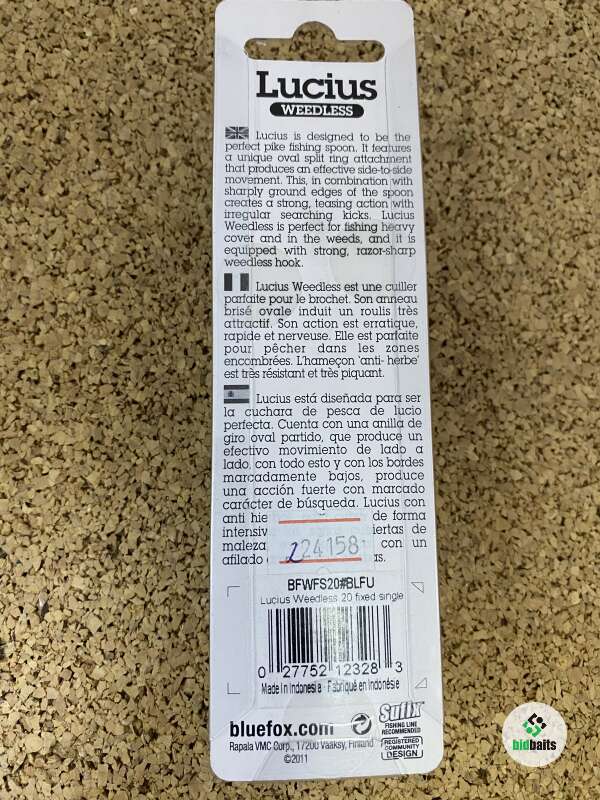 Lucius
WEEDLESS
Lucius is designed to be the
perfect pike fishing spoon. It features
a unique oval split ring attachment
that produces an effective side-to-side
movement. This, in combination with
sharply ground edges of the spoon
creates a strong, teasing action with
irregular searching kicks. Lucius
Weedless is perfect for fishing heavy
cover and in the weeds, and it is
equipped with strong, razor-sharp
weedless hook.
Lucius Weedless est une cuiller
parfaite pour le brochet. Son anneau
brisé ovale induit un roulis très
attractif. Son action est erratique,
rapide et nerveuse. Elle est parfaite
pour pêcher dans les zones
encombrées. L'hameçon 'anti- herbe'
est très résistant et très piquant.
Lucius está diseñada para ser
la cuchara de pesca de lucio
perfecta. Cuenta con una anilla de
giro oval partido, que produce un
efectivo movimiento de lado a
lado, con todo esto y con los bordes
marcadamente bajos, produce
una acción fuerte con marcado
carácter de búsqueda. Lucius con
anti de forma
de
maleza con un
afilado
224158
BFWFS20#BLFU
Lucius Weedless 20 fixed single
0 27752 12328 3
Made in Indonesia - Fabriqué en Indonésie
bluefox.com
Sufix
FISHING LINE
RECOMMENDED
Rapala VMC Corp., 17200 Vääksy, Finland
REGISTERED
COMMUNITY
DESIGN
©2011
bidbaits